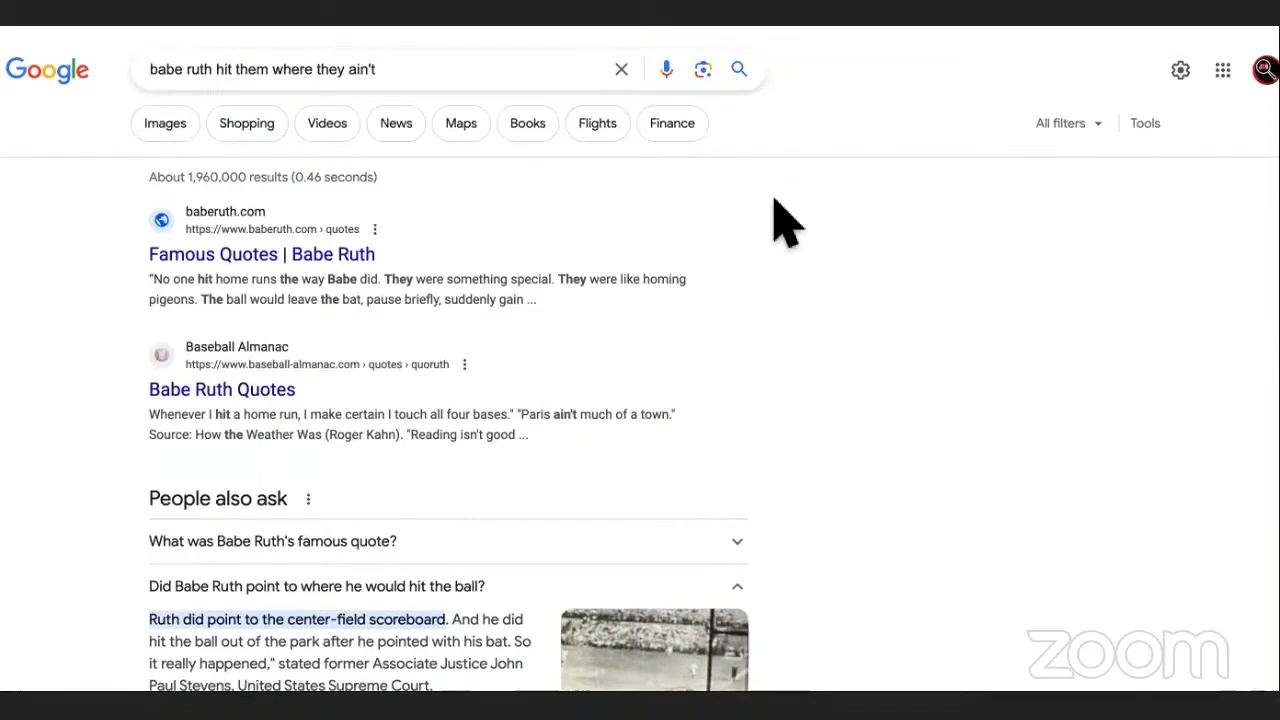 Google
babe ruth hit them where they ain't
Images
Shopping
Videos
News
Maps
Books
Flights
Finance
All filters
Tools
About 1,960,000 results (0.46 seconds)
baberuth.com
https://www.baberuth.com › quotes
Famous Quotes | Babe Ruth
"No one hit home runs the way Babe did. They were something special. They were like homing
pigeons. The ball would leave the bat, pause briefly, suddenly gain ...
Baseball Almanac
https://www.baseball-almanac.com › quotes › quoruth
Babe Ruth Quotes
Whenever I hit a home run, I make certain I touch all four bases." "Paris ain't much of a town."
Source: How the Weather Was (Roger Kahn). "Reading isn't good ...
People also ask
What was Babe Ruth's famous quote?
Did Babe Ruth point to where he would hit the ball?
Ruth did point to the center-field scoreboard. And he did
hit the ball out of the park after he pointed with his bat. So
it really happened," stated former Associate Justice John
Paul Stevens, United States Supreme Court.
zoom